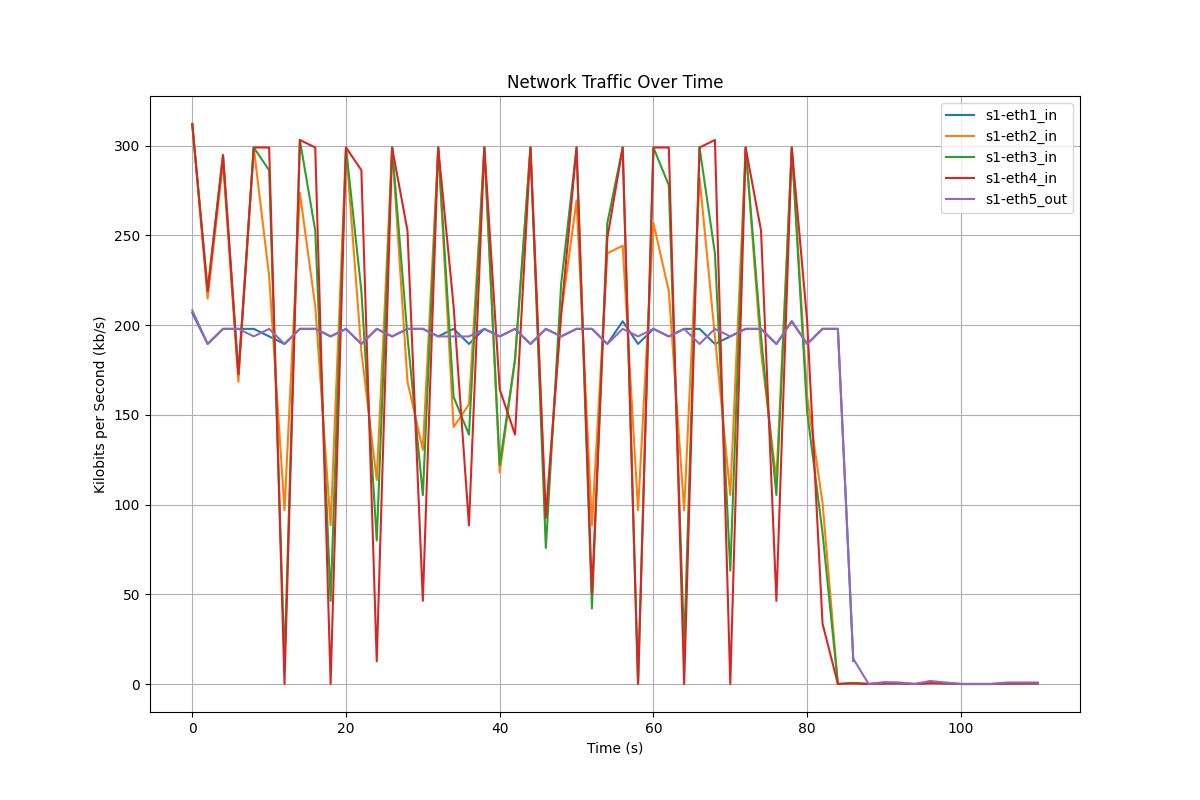 Network Traffic Over Time
s1-eth1_in
s1-eth2_in
s1-eth3_in
s1-eth4_in
s1-eth5_out
Kilobits per Second (kb/s)
300
250
200
150
100
50
0
0 20 40 60 80 100
Time (s)